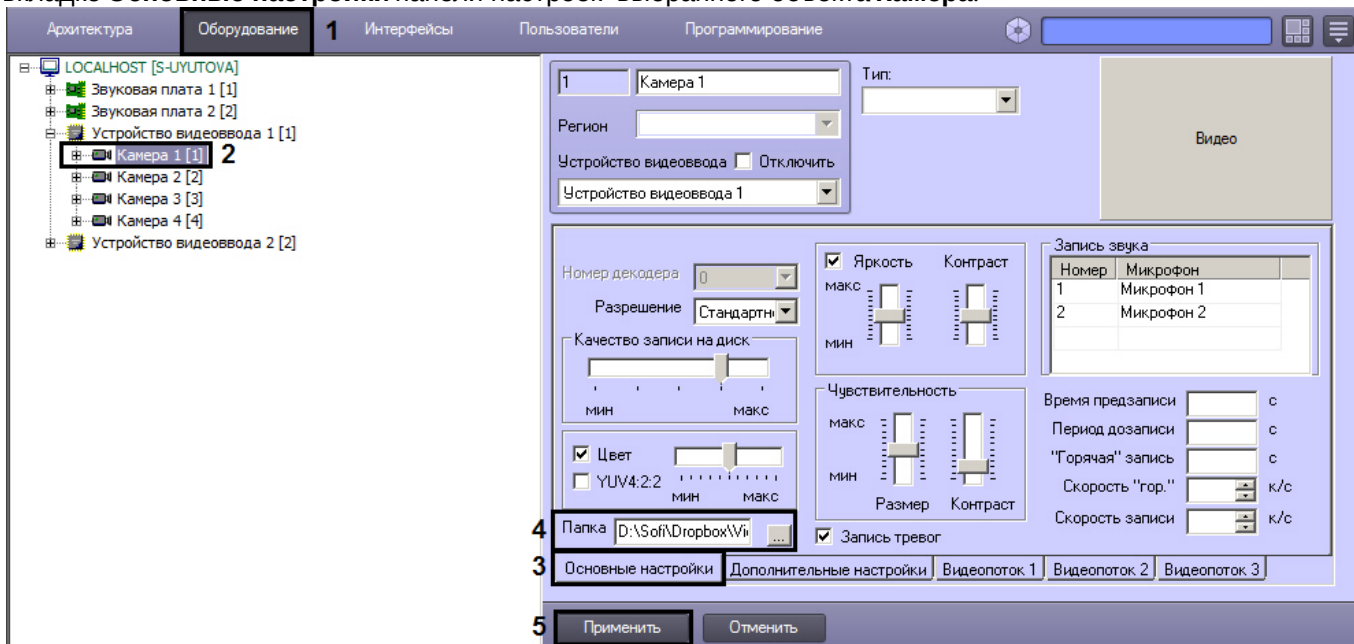 вкладке Основные настройки панели настроек выбранного объекта Камера.
Архитектура Оборудование 1 Интерфейсы Пользователи Программирование
LOCALHOST [S-UYUTOVA]
Звуковая плата 1 [1]
Звуковая плата 2 [2]
Устройство видеоввода 1 [1]
Камера 1 [1] 2
Камера 2 [2]
Камера 3 [3]
Камера 4 [4]
Устройство видеоввода 2 [2]
1 Камера 1
Тип:
Регион
Устройство видеоввода Отключить
Устройство видеоввода 1
Видео
Номер декодера 0
Разрешение Стандартн
Качество записи на диск
мин макс
Цвет
YUV4:2:2
мин макс
4 Папка D:\Sofi\Dropbox\Vi ...
Яркость Контраст
макс
мин
Чувствительность
макс
мин
Размер Контраст
Запись тревог
Запись звука
Номер Микрофон
1 Микрофон 1
2 Микрофон 2
Время предзаписи с
Период дозаписи с
"Горячая" запись с
Скорость "гор." к/с
Скорость записи к/с
3 Основные настройки Дополнительные настройки Видеопоток 1 Видеопоток 2 Видеопоток 3
5 Применить Отменить